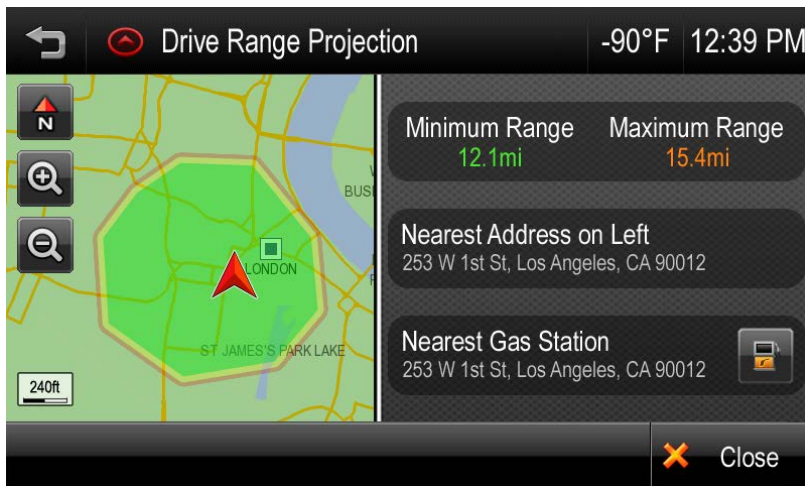 Drive Range Projection
-90°F 12:39 PM
N
BUS
LONDON
ST JAMES'S PARK LAKE
240ft
Minimum Range Maximum Range
12.1mi 15.4mi
Nearest Address on Left
253 W 1st St, Los Angeles, CA 90012
Nearest Gas Station
253 W 1st St, Los Angeles, CA 90012
Close